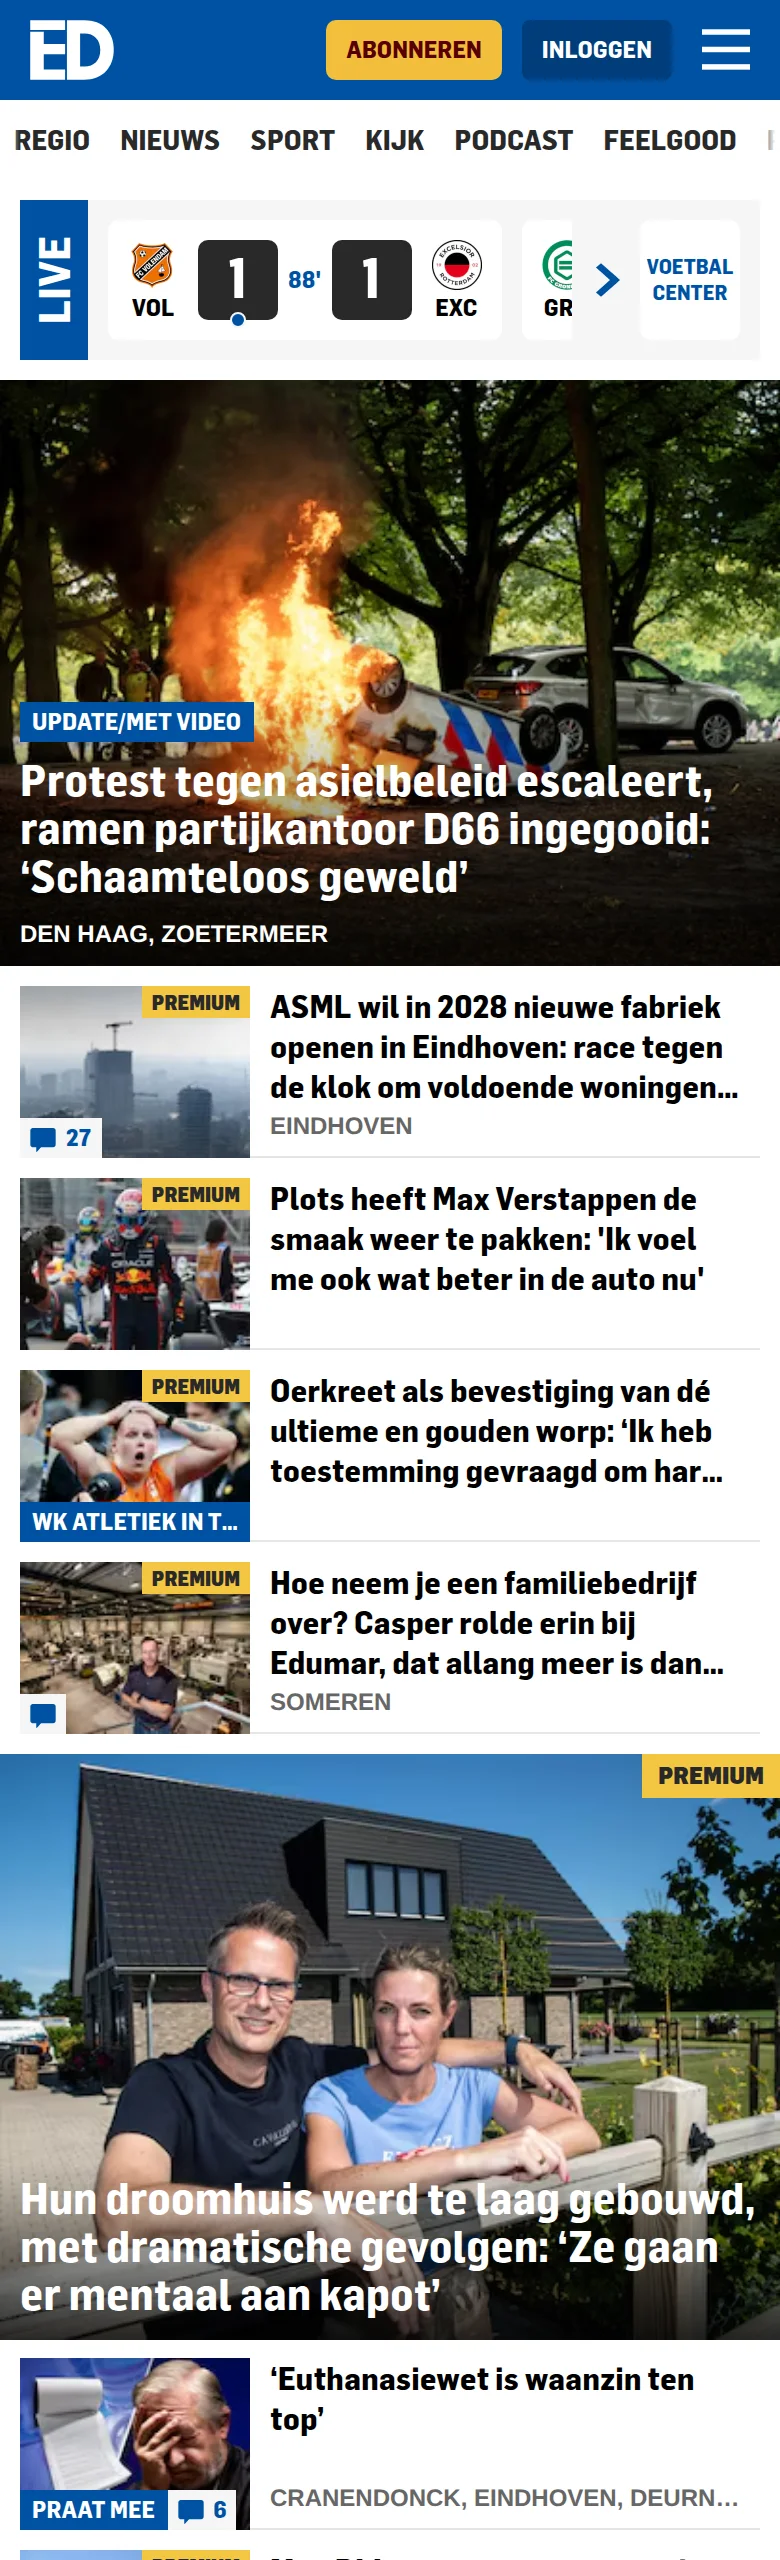 ED
ABONNEREN
INLOGGEN
REGIO NIEUWS SPORT KIJK PODCAST FEELGOOD
LIVE
1 88' 1
VOL EXC GR
VOETBAL
CENTER
FC VOLENDAM
EXCELSIOR
ROTTERDAM
UPDATE/MET VIDEO
Protest tegen asielbeleid escaleert,
ramen partijkantoor D66 ingegooid:
‘Schaamteloos geweld’
DEN HAAG, ZOETERMEER
PREMIUM
27
ASML wil in 2028 nieuwe fabriek
openen in Eindhoven: race tegen
de klok om voldoende woningen...
EINDHOVEN
PREMIUM
ORACLE
Red Bull
Plots heeft Max Verstappen de
smaak weer te pakken: 'Ik voel
me ook wat beter in de auto nu'
PREMIUM
WK ATLETIEK IN T...
Oerkreet als bevestiging van dé
ultieme en gouden worp: ‘Ik heb
toestemming gevraagd om har...
PREMIUM
Hoe neem je een familiebedrijf
over? Casper rolde erin bij
Edumar, dat allang meer is dan...
SOMEREN
PREMIUM
Hun droomhuis werd te laag gebouwd,
met dramatische gevolgen: ‘Ze gaan
er mentaal aan kapot’
PRAAT MEE
6
‘Euthanasiewet is waanzin ten
top’
CRANENDONCK, EINDHOVEN, DEURN...